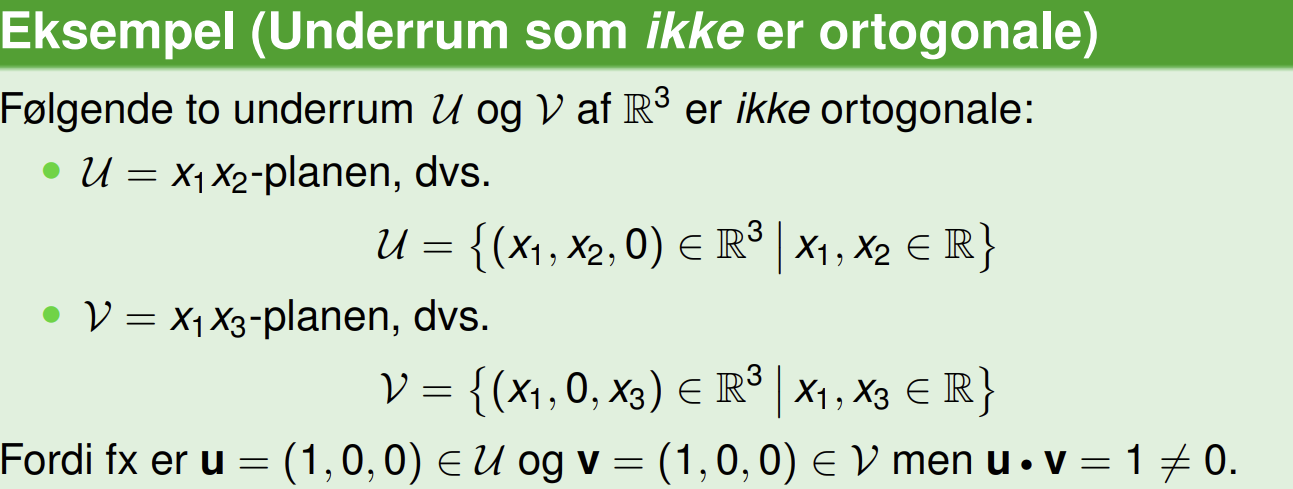 Eksempel (Underrum som ikke er ortogonale)
Følgende to underrum 𝒰 og 𝒱 af ℝ³ er ikke ortogonale:
• 𝒰 = x₁x₂-planen, dvs.
𝒰 = {(x₁, x₂, 0) ∈ ℝ³ | x₁, x₂ ∈ ℝ}
• 𝒱 = x₁x₃-planen, dvs.
𝒱 = {(x₁, 0, x₃) ∈ ℝ³ | x₁, x₃ ∈ ℝ}
Fordi fx er u = (1, 0, 0) ∈ 𝒰 og v = (1, 0, 0) ∈ 𝒱 men u • v = 1 ≠ 0.